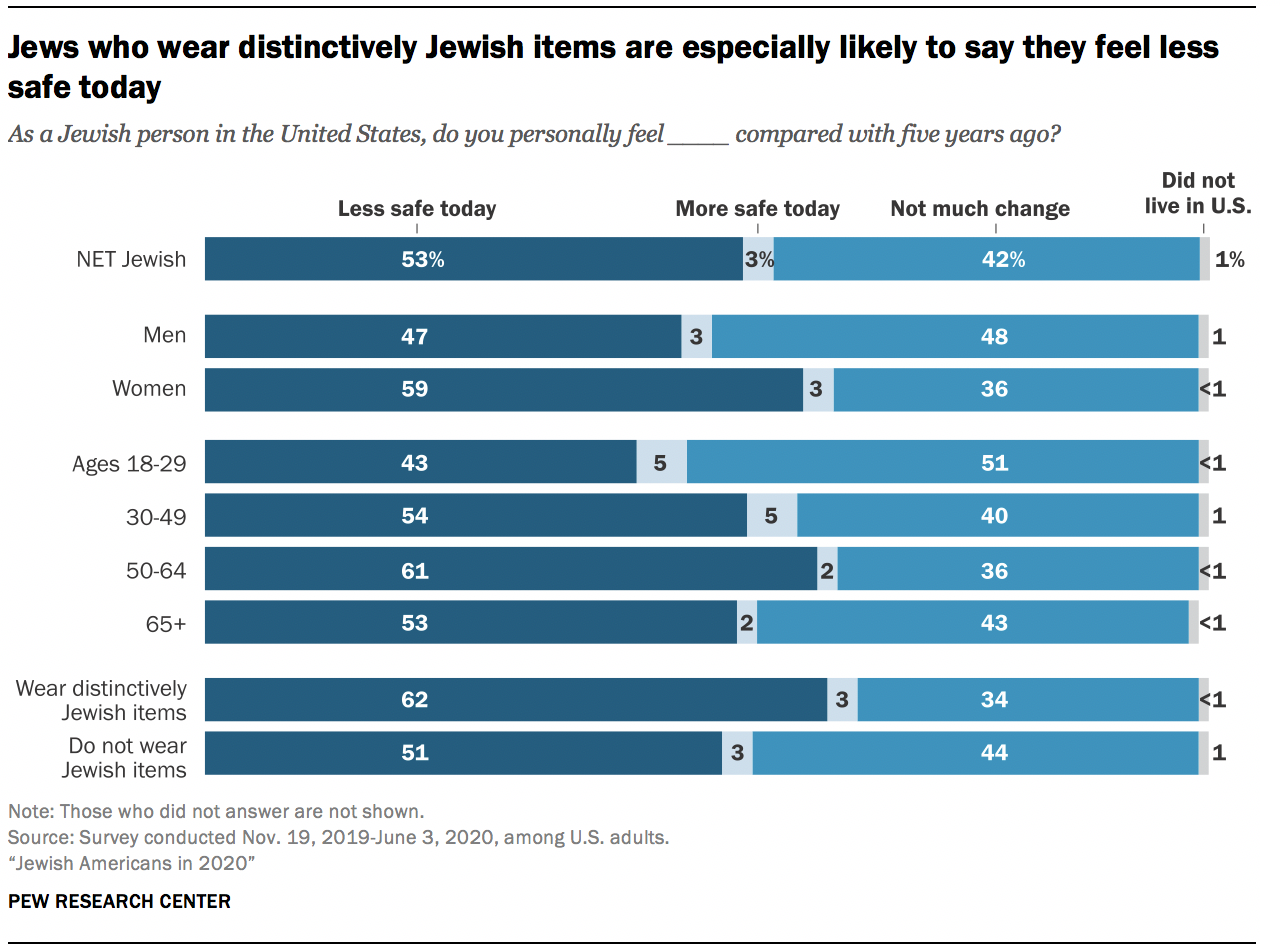 Jews who wear distinctively Jewish items are especially likely to say they feel less
safe today
As a Jewish person in the United States, do you personally feel ____ compared with five years ago?
Did not
Less safe today More safe today Not much change live in U.S.
NET Jewish 53% 3% 42% 1%
Men 47 3 48 1
Women 59 3 36 <1
Ages 18-29 43 5 51 <1
30-49 54 5 40 1
50-64 61 2 36 <1
65+ 53 2 43 <1
Wear distinctively
Jewish items 62 3 34 <1
Do not wear
Jewish items 51 3 44 1
Note: Those who did not answer are not shown.
Source: Survey conducted Nov. 19, 2019-June 3, 2020, among U.S. adults.
“Jewish Americans in 2020”
PEW RESEARCH CENTER